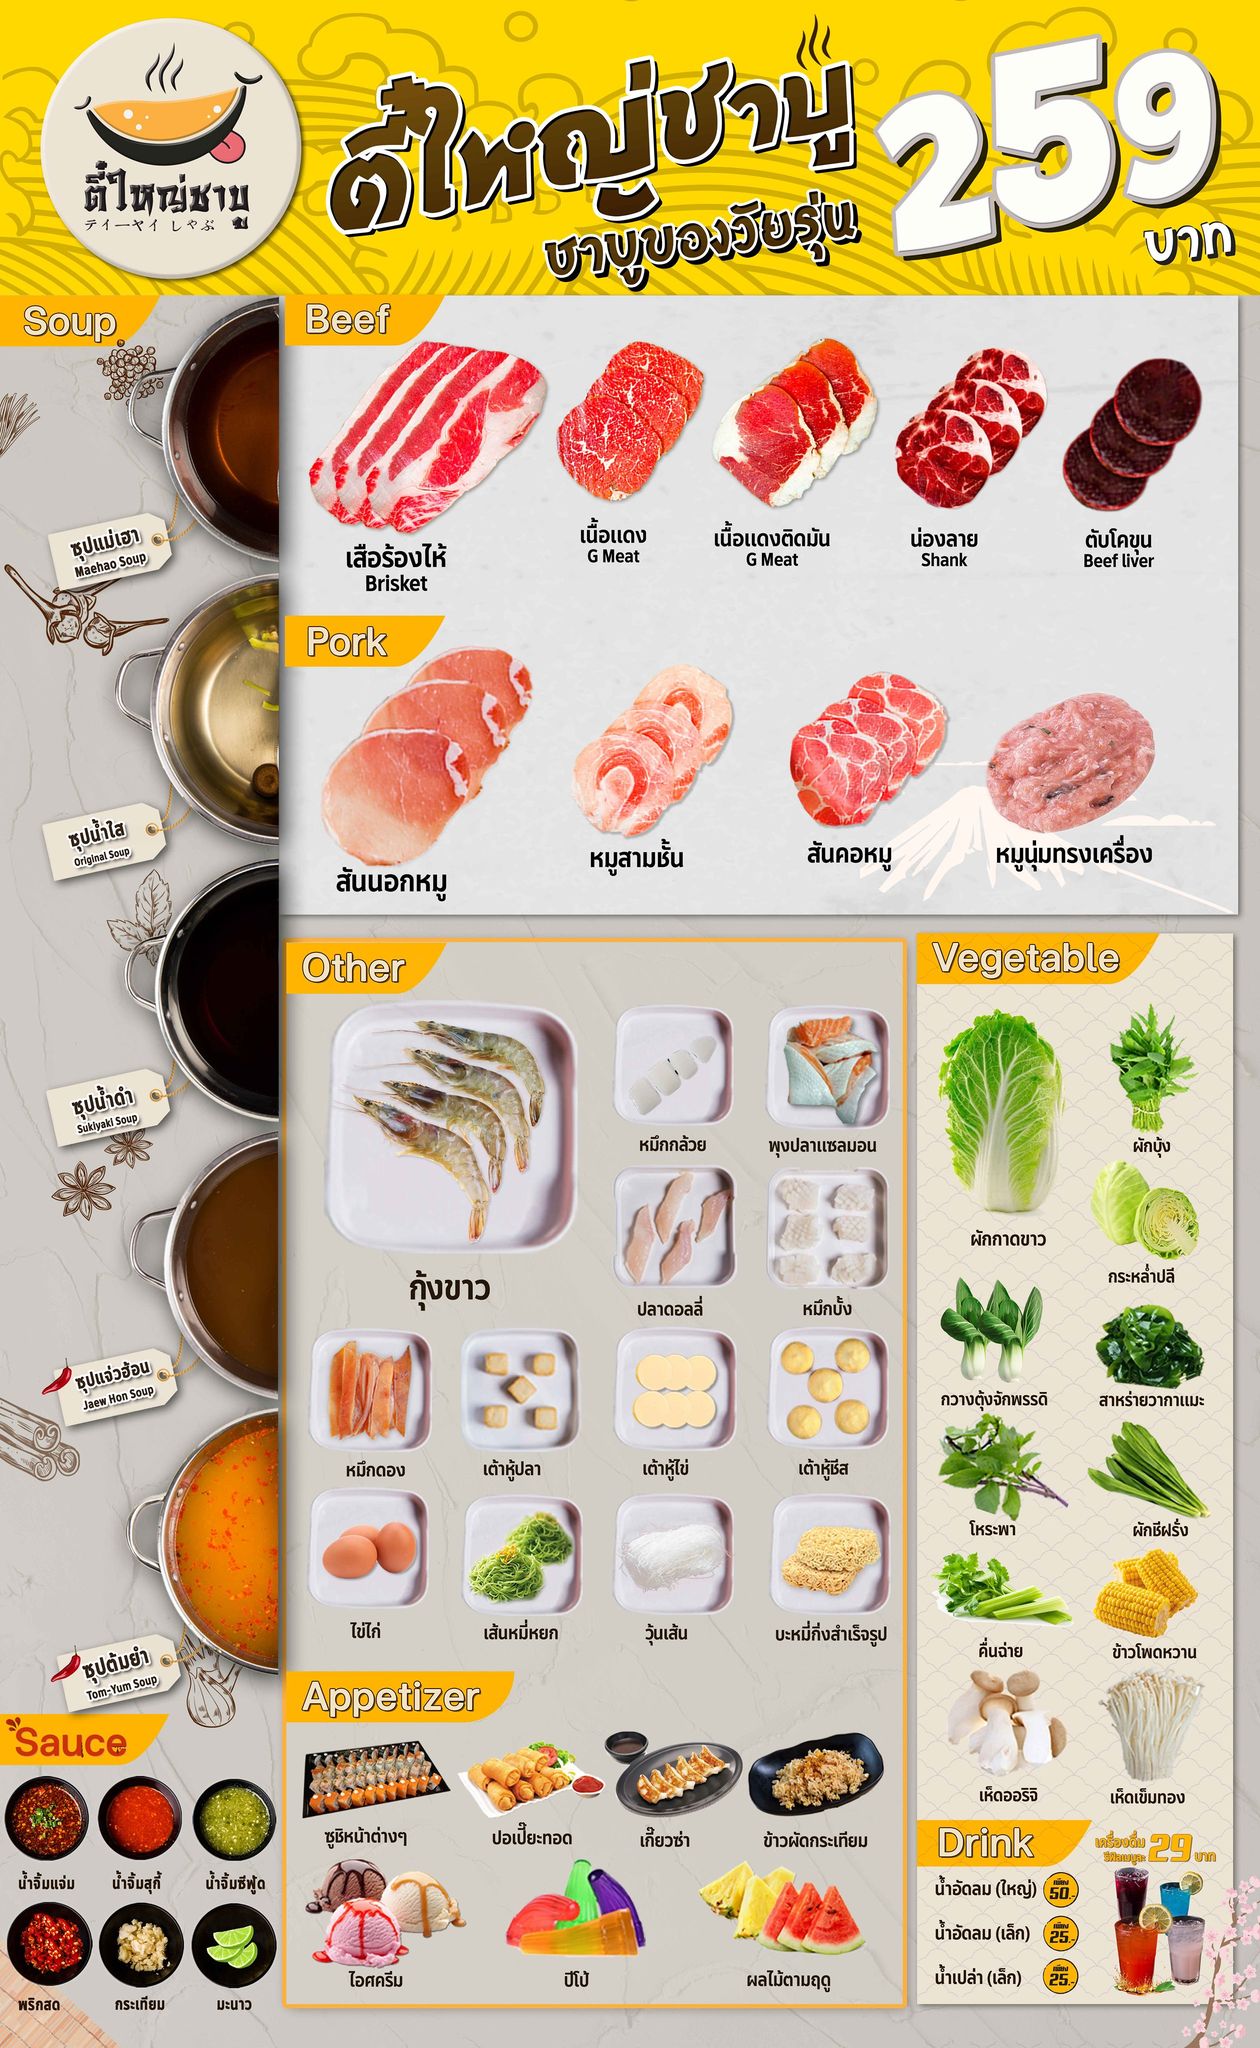 ตี๋ใหญ่ชาบู
ティーヤイ しゃぶ
ตี๋ใหญ่ชาบู
ชาบูของวัยรุ่น
259
บาท
Soup
ซุปแม่เฮา
Maehao Soup
ซุปน้ำใส
Original Soup
ซุปน้ำดำ
Sukiyaki Soup
ซุปแจ่วฮ้อน
Jaew Hon Soup
ซุปต้มยำ
Tom-Yum Soup
Sauce
น้ำจิ้มแจ่ม
น้ำจิ้มสุกี้
น้ำจิ้มซีฟู้ด
พริกสด
กระเทียม
มะนาว
Beef
เสือร้องไห้
Brisket
เนื้อแดง
G Meat
เนื้อแดงติดมัน
G Meat
น่องลาย
Shank
ตับโคขุน
Beef liver
Pork
สันนอกหมู
หมูสามชั้น
สันคอหมู
หมูนุ่มทรงเครื่อง
Other
กุ้งขาว
หมึกกล้วย
พุงปลาแซลมอน
ปลาดอลลี่
หมึกบั้ง
หมึกดอง
เต้าหู้ปลา
เต้าหู้ไข่
เต้าหู้ชีส
ไข่ไก่
เส้นหมี่หยก
วุ้นเส้น
บะหมี่กึ่งสำเร็จรูป
Appetizer
ซูชิหน้าต่างๆ
ปอเปี๊ยะทอด
เกี๊ยวซ่า
ข้าวผัดกระเทียม
ไอศครีม
ปีโป้
ผลไม้ตามฤดู
Vegetable
ผักกาดขาว
ผักบุ้ง
กระหล่ำปลี
กวางตุ้งจักพรรดิ
สาหร่ายวากาแมะ
โหระพา
ผักชีฝรั่ง
คื่นฉ่าย
ข้าวโพดหวาน
เห็ดออริจิ
เห็ดเข็มทอง
Drink
เครื่องดื่ม
รีฟิลเมนูละ 29 บาท
น้ำอัดลม (ใหญ่) เพียง 50.-
น้ำอัดลม (เล็ก) เพียง 25.-
น้ำเปล่า (เล็ก) เพียง 25.-